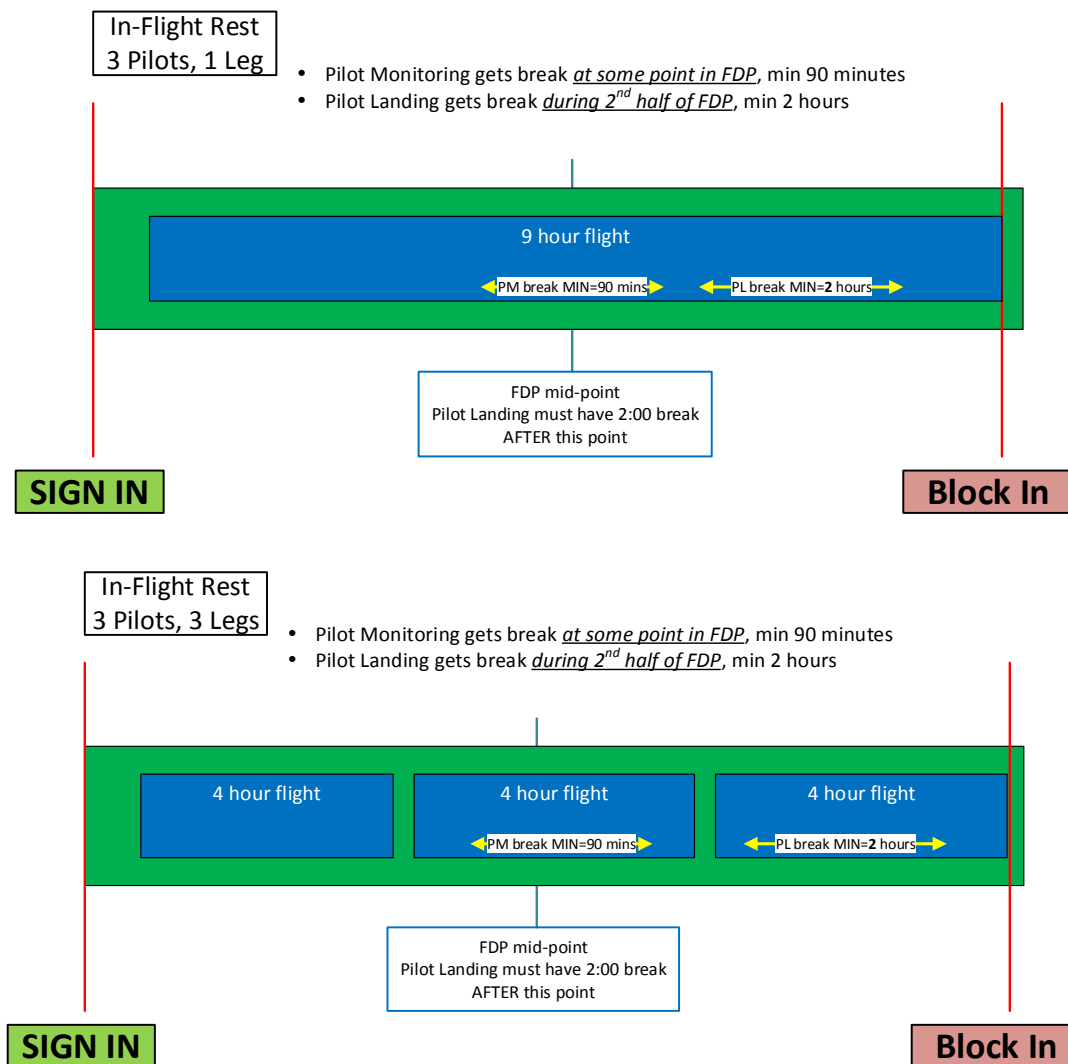 In-Flight Rest
3 Pilots, 1 Leg
• Pilot Monitoring gets break at some point in FDP, min 90 minutes
• Pilot Landing gets break during 2nd half of FDP, min 2 hours
9 hour flight
PM break MIN=90 mins
PL break MIN=2 hours
FDP mid-point
Pilot Landing must have 2:00 break
AFTER this point
SIGN IN
Block In
In-Flight Rest
3 Pilots, 3 Legs
• Pilot Monitoring gets break at some point in FDP, min 90 minutes
• Pilot Landing gets break during 2nd half of FDP, min 2 hours
4 hour flight
4 hour flight
4 hour flight
PM break MIN=90 mins
PL break MIN=2 hours
FDP mid-point
Pilot Landing must have 2:00 break
AFTER this point
SIGN IN
Block In